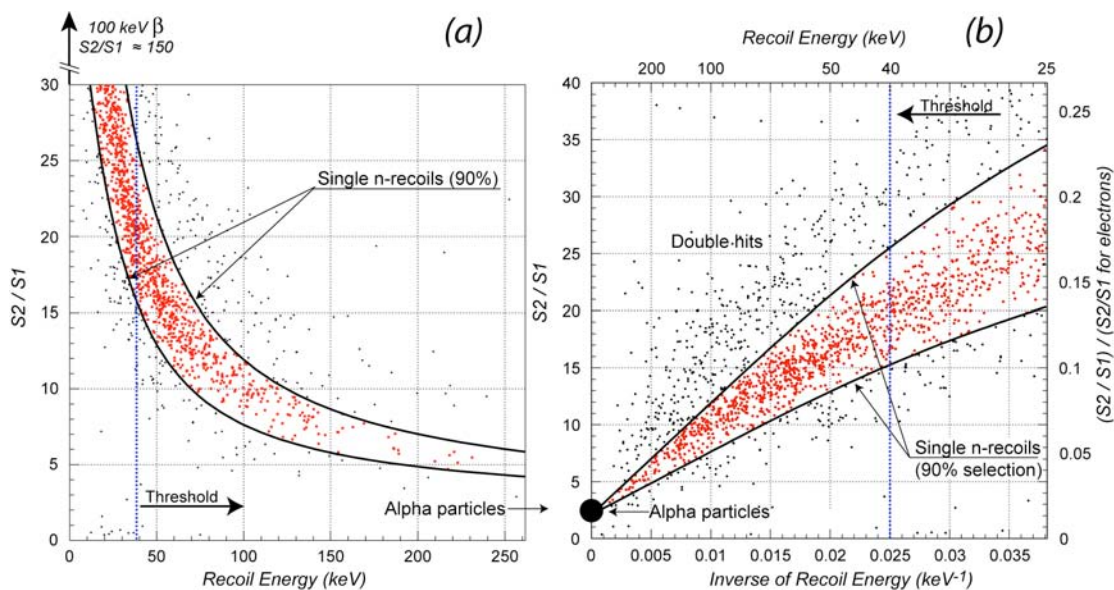 100 keV β
S2/S1 ≈ 150
(a)
30
25
20
15
10
5
0
S2 / S1
Single n-recoils (90%)
Threshold
0
50
100
150
200
250
Recoil Energy (keV)
Alpha particles
Recoil Energy (keV)
(b)
200
100
50
40
25
40
35
30
25
20
15
10
5
0
S2 / S1
Threshold
Double hits
Single n-recoils
(90% selection)
Alpha particles
0.25
0.2
0.15
0.1
0.05
0
(S2 / S1) / (S2/S1 for electrons)
0
0.005
0.01
0.015
0.02
0.025
0.03
0.035
Inverse of Recoil Energy (keV-1)